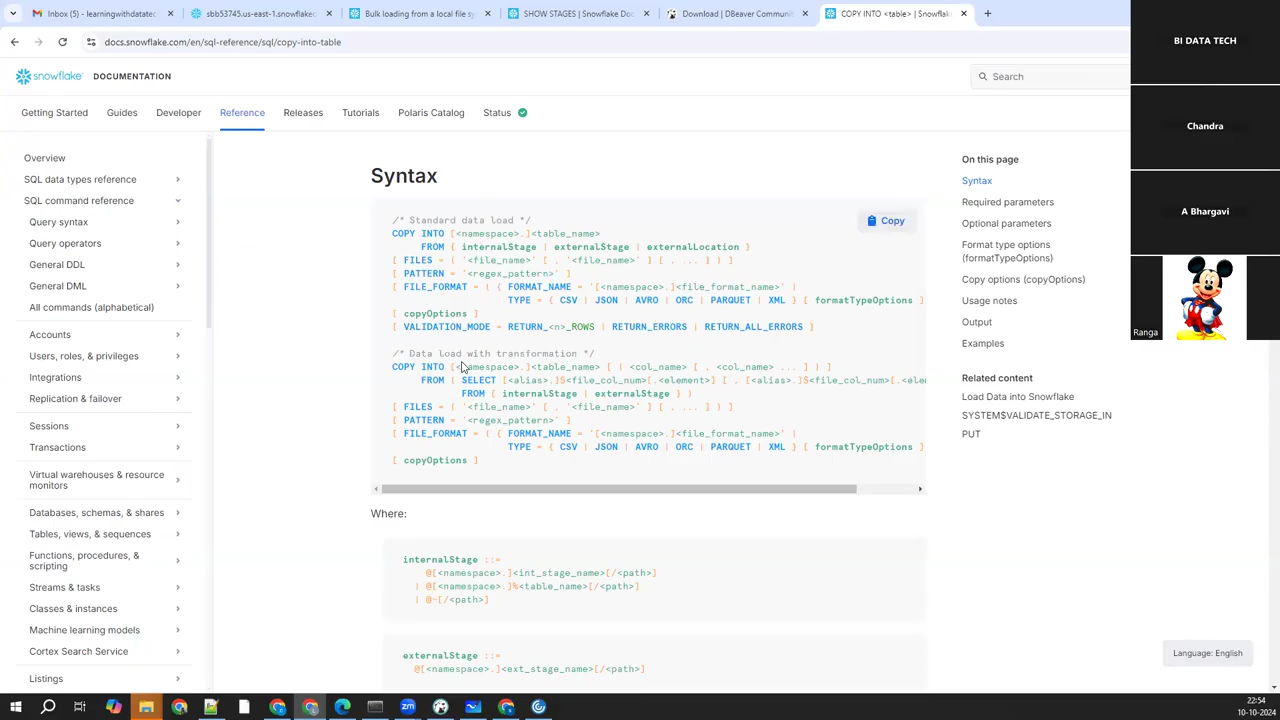 (1) Inbox - learningwithdatatec
sbb53745.us-east-1.snowflakec
Bulk loading from a local file sy
SHOW STAGES | Snowflake Doc
Download | DBeaver Communit
COPY INTO <table> | Snowflak
docs.snowflake.com/en/sql-reference/sql/copy-into-table
snowflake DOCUMENTATION
Search
Getting Started
Guides
Developer
Reference
Releases
Tutorials
Polaris Catalog
Status
Overview
SQL data types reference
SQL command reference
Query syntax
Query operators
General DDL
General DML
All commands (alphabetical)
Accounts
Users, roles, & privileges
Integrations
Replication & failover
Sessions
Transactions
Virtual warehouses & resource
monitors
Databases, schemas, & shares
Tables, views, & sequences
Functions, procedures, &
scripting
Streams & tasks
Classes & instances
Machine learning models
Cortex Search Service
Listings
Syntax
Copy
/* Standard data load */
COPY INTO [<namespace>.]<table_name>
FROM { internalStage | externalStage | externalLocation }
[ FILES = ( '<file_name>' [ , '<file_name>' ] [ , ... ] ) ]
[ PATTERN = '<regex_pattern>' ]
[ FILE_FORMAT = ( { FORMAT_NAME = '[<namespace>.]<file_format_name>' |
TYPE = { CSV | JSON | AVRO | ORC | PARQUET | XML } [ formatTypeOptions ]
[ copyOptions ]
[ VALIDATION_MODE = RETURN_<n>_ROWS | RETURN_ERRORS | RETURN_ALL_ERRORS ]
/* Data load with transformation */
COPY INTO [<namespace>.]<table_name> [ ( <col_name> [ , <col_name> ... ] ) ]
FROM ( SELECT [<alias>.]$<file_col_num>[.<element>] [ , [<alias>.]$<file_col_num>[.<elem
FROM { internalStage | externalStage } )
[ FILES = ( '<file_name>' [ , '<file_name>' ] [ , ... ] ) ]
[ PATTERN = '<regex_pattern>' ]
[ FILE_FORMAT = ( { FORMAT_NAME = '[<namespace>.]<file_format_name>' |
TYPE = { CSV | JSON | AVRO | ORC | PARQUET | XML } [ formatTypeOptions ]
[ copyOptions ]
Where:
internalStage ::=
@[<namespace>.]<int_stage_name>[/<path>]
| @[<namespace>.]%<table_name>[/<path>]
| @~[/<path>]
externalStage ::=
@[<namespace>.]<ext_stage_name>[/<path>]
On this page
Syntax
Required parameters
Optional parameters
Format type options
(formatTypeOptions)
Copy options (copyOptions)
Usage notes
Output
Examples
Related content
Load Data into Snowflake
SYSTEM$VALIDATE_STORAGE_IN
PUT
Language: English
BI DATA TECH
Chandra
A Bhargavi
Ranga
22:54
10-10-2024